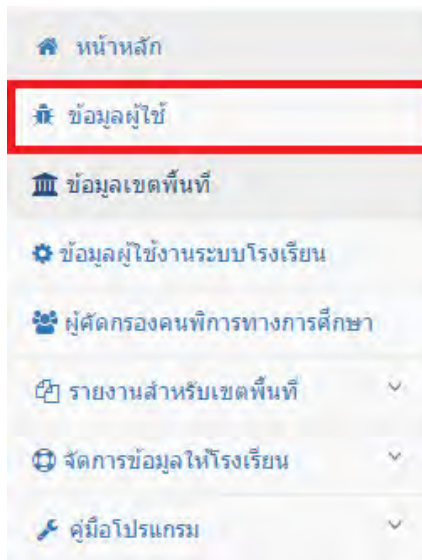 หน้าหลัก
ข้อมูลผู้ใช้
ข้อมูลเขตพื้นที่
ข้อมูลผู้ใช้งานระบบโรงเรียน
ผู้คัดกรองคนพิการทางการศึกษา
รายงานสำหรับเขตพื้นที่
จัดการข้อมูลให้โรงเรียน
คู่มือโปรแกรม